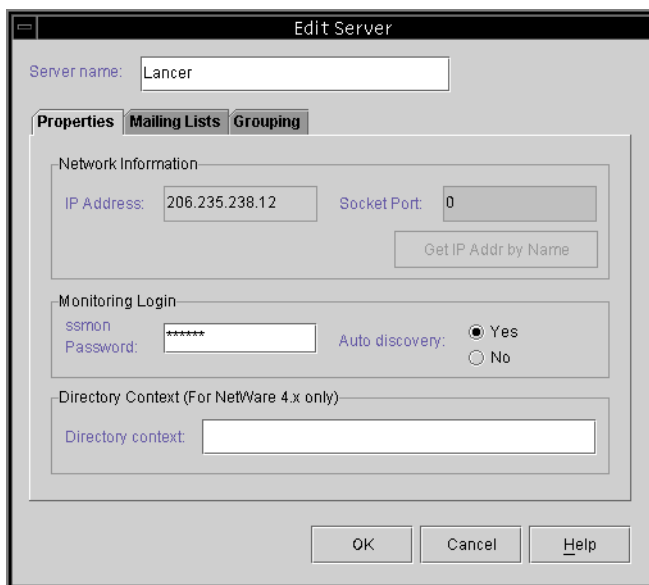 Edit Server
Server name: Lancer
Properties Mailing Lists Grouping
Network Information
IP Address: 206.235.238.12 Socket Port: 0
Get IP Addr by Name
Monitoring Login
ssmon
Password: ****** Auto discovery: Yes
No
Directory Context (For NetWare 4.x only)
Directory context:
OK Cancel Help